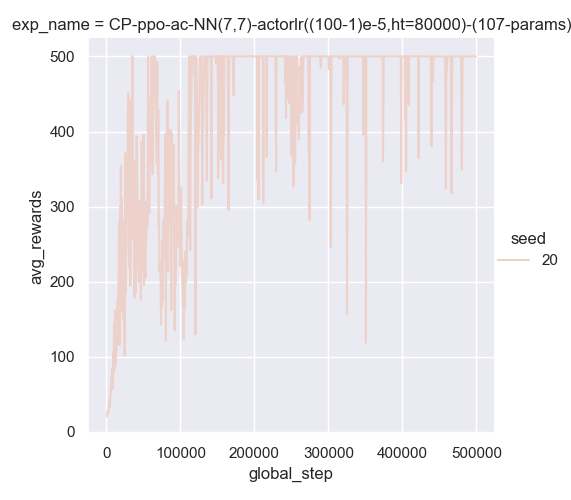 exp_name = CP-ppo-ac-NN(7,7)-actorlr((100-1)e-5,ht=80000)-(107-params)
500
400
300
200
100
0
avg_rewards
0 100000 200000 300000 400000 500000
global_step
seed
20